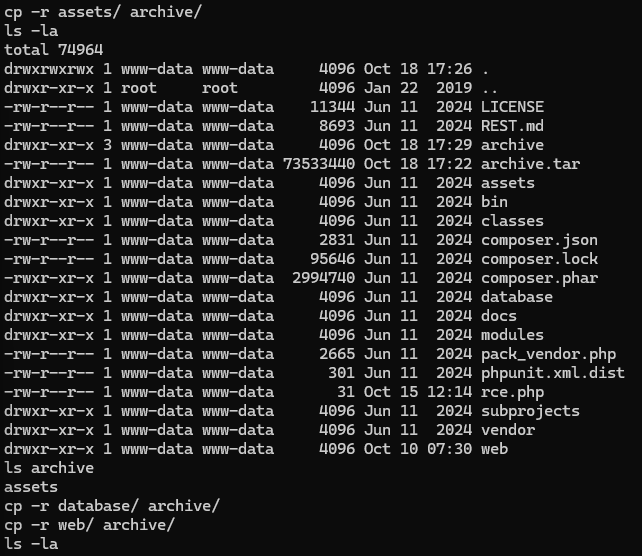 cp -r assets/ archive/
ls -la
total 74964
drwxrwxrwx 1 www-data www-data     4096 Oct 18 17:26 .
drwxr-xr-x 1 root     root         4096 Jan 22  2019 ..
-rw-r--r-- 1 www-data www-data    11344 Jun 11  2024 LICENSE
-rw-r--r-- 1 www-data www-data     8693 Jun 11  2024 REST.md
drwxr-xr-x 3 www-data www-data     4096 Oct 18 17:29 archive
-rw-r--r-- 1 www-data www-data 73533440 Oct 18 17:22 archive.tar
drwxr-xr-x 1 www-data www-data     4096 Jun 11  2024 assets
drwxr-xr-x 1 www-data www-data     4096 Jun 11  2024 bin
drwxr-xr-x 1 www-data www-data     4096 Jun 11  2024 classes
-rw-r--r-- 1 www-data www-data     2831 Jun 11  2024 composer.json
-rw-r--r-- 1 www-data www-data    95646 Jun 11  2024 composer.lock
-rwxr-xr-x 1 www-data www-data  2994740 Jun 11  2024 composer.phar
drwxr-xr-x 1 www-data www-data     4096 Jun 11  2024 database
drwxr-xr-x 1 www-data www-data     4096 Jun 11  2024 docs
drwxr-xr-x 1 www-data www-data     4096 Jun 11  2024 modules
-rw-r--r-- 1 www-data www-data     2665 Jun 11  2024 pack_vendor.php
-rw-r--r-- 1 www-data www-data      301 Jun 11  2024 phpunit.xml.dist
-rw-r--r-- 1 www-data www-data       31 Oct 15 12:14 rce.php
drwxr-xr-x 1 www-data www-data     4096 Jun 11  2024 subprojects
drwxr-xr-x 1 www-data www-data     4096 Jun 11  2024 vendor
drwxr-xr-x 1 www-data www-data     4096 Oct 10 07:30 web
ls archive
assets
cp -r database/ archive/
cp -r web/ archive/
ls -la